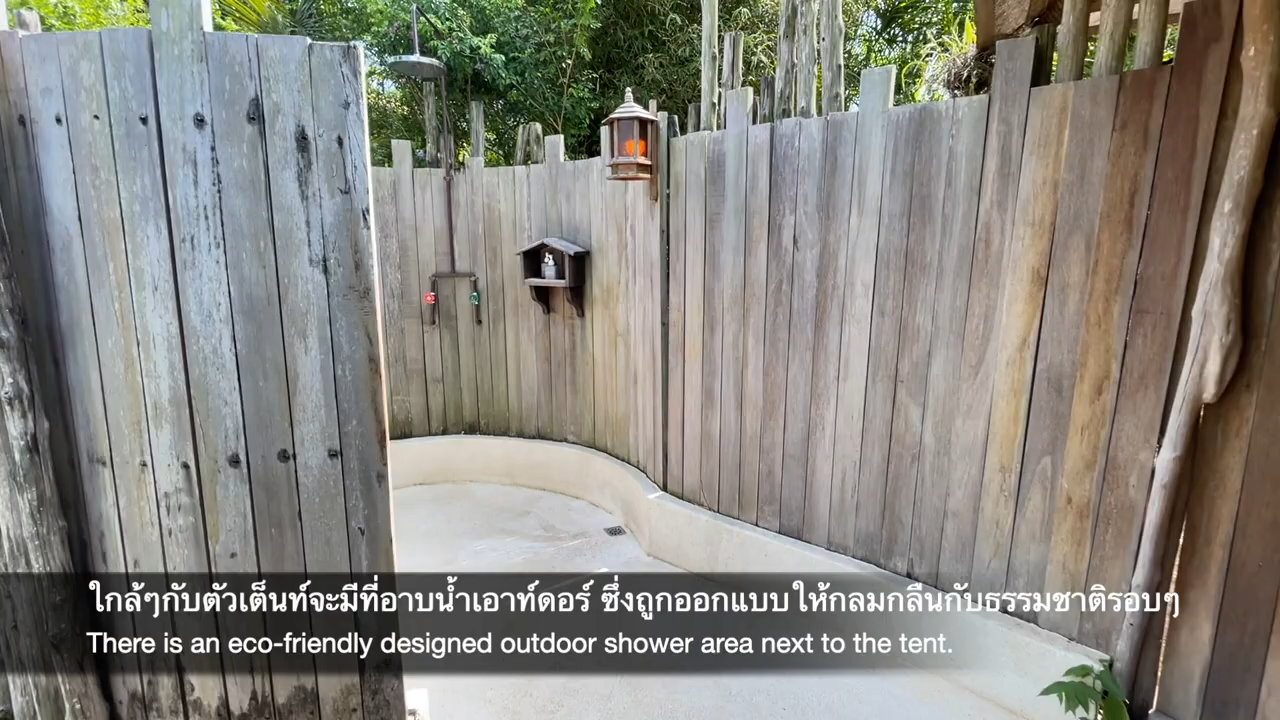 ใกล้ๆกับตัวเต็นท์จะมีที่อาบน้ำเอาท์ดอร์ ซึ่งถูกออกแบบให้กลมกลืนกับธรรมชาติรอบๆ
There is an eco-friendly designed outdoor shower area next to the tent.